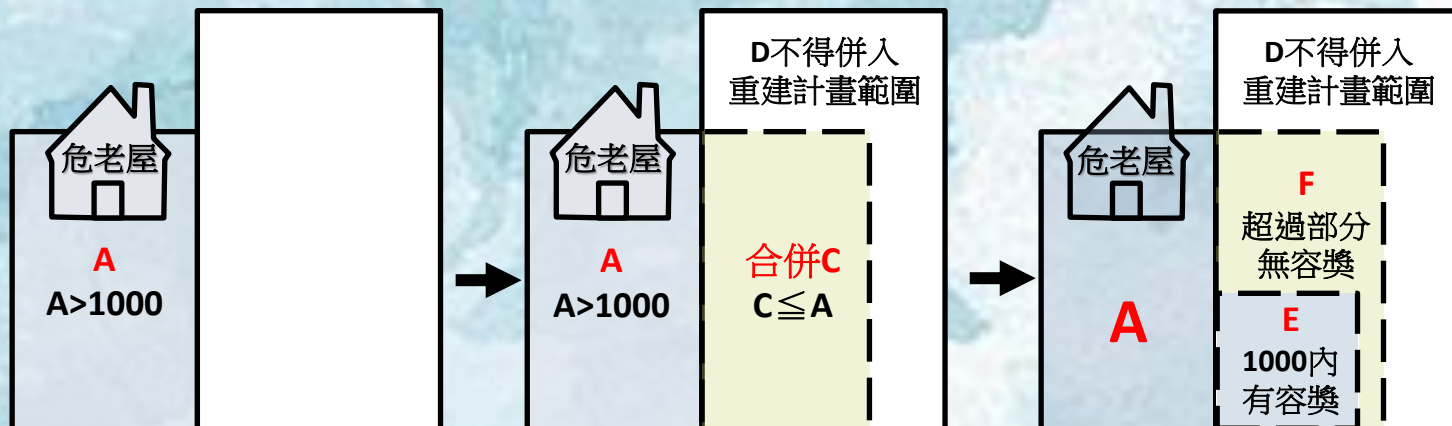 危老屋
A
A>1000
D不得併入
重建計畫範圍
危老屋
A
A>1000
合併C
C≦A
D不得併入
重建計畫範圍
危老屋
A
F
超過部分
無容獎
E
1000內
有容獎